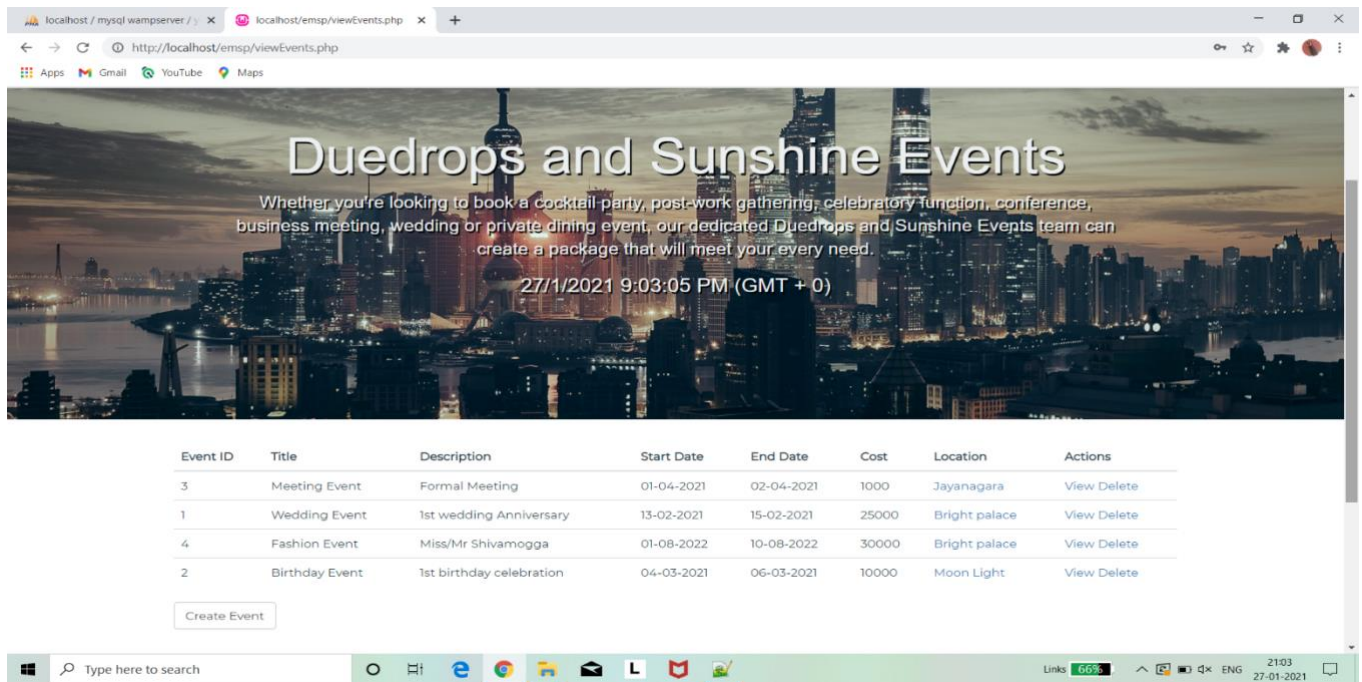 localhost / mysql wampserver / y
localhost/emsp/viewEvents.php
http://localhost/emsp/viewEvents.php
Apps Gmail YouTube Maps
Duedrops and Sunshine Events
Whether you're looking to book a cocktail party, post-work gathering, celebratory function, conference,
business meeting, wedding or private dining event, our dedicated Duedrops and Sunshine Events team can
create a package that will meet your every need.
27/1/2021 9:03:05 PM (GMT + 0)
Event ID Title Description Start Date End Date Cost Location Actions
3 Meeting Event Formal Meeting 01-04-2021 02-04-2021 1000 Jayanagara View Delete
1 Wedding Event 1st wedding Anniversary 13-02-2021 15-02-2021 25000 Bright palace View Delete
4 Fashion Event Miss/Mr Shivamogga 01-08-2022 10-08-2022 30000 Bright palace View Delete
2 Birthday Event 1st birthday celebration 04-03-2021 06-03-2021 10000 Moon Light View Delete
Create Event
Type here to search L Links 66% ENG 21:03
27-01-2021